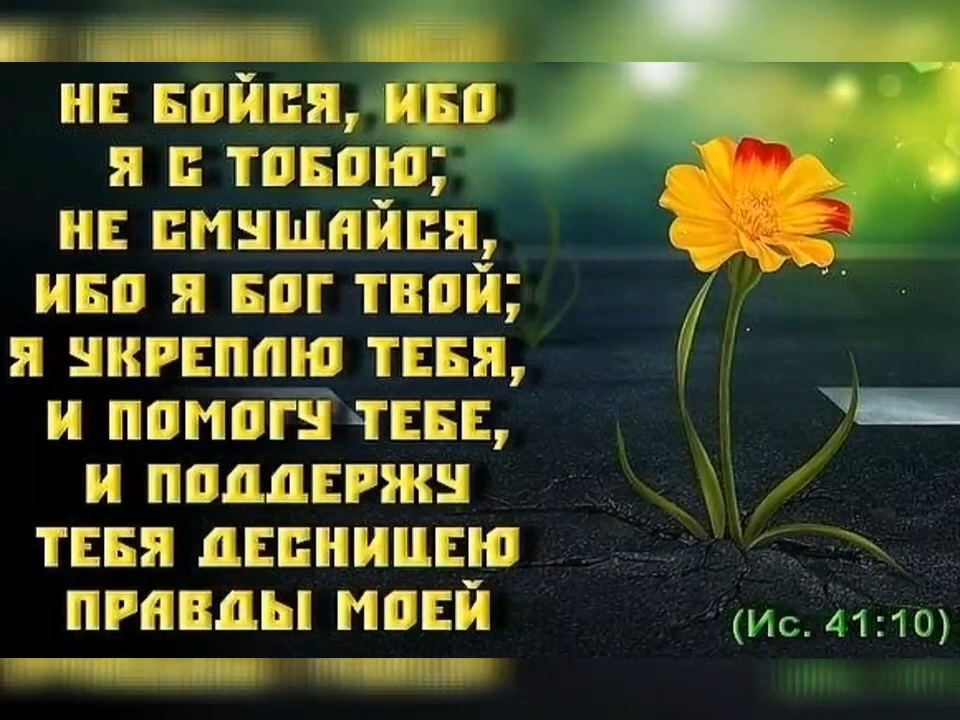 НЕ БОЙСЯ, ИБО
Я С ТОБОЮ;
НЕ СМУЩАЙСЯ,
ИБО Я БОГ ТВОЙ;
Я УКРЕПЛЮ ТЕБЯ,
И ПОМОГУ ТЕБЕ,
И ПОДДЕРЖУ
ТЕБЯ ДЕСНИЦЕЮ
ПРАВДЫ МОЕЙ
(Ис. 41:10)